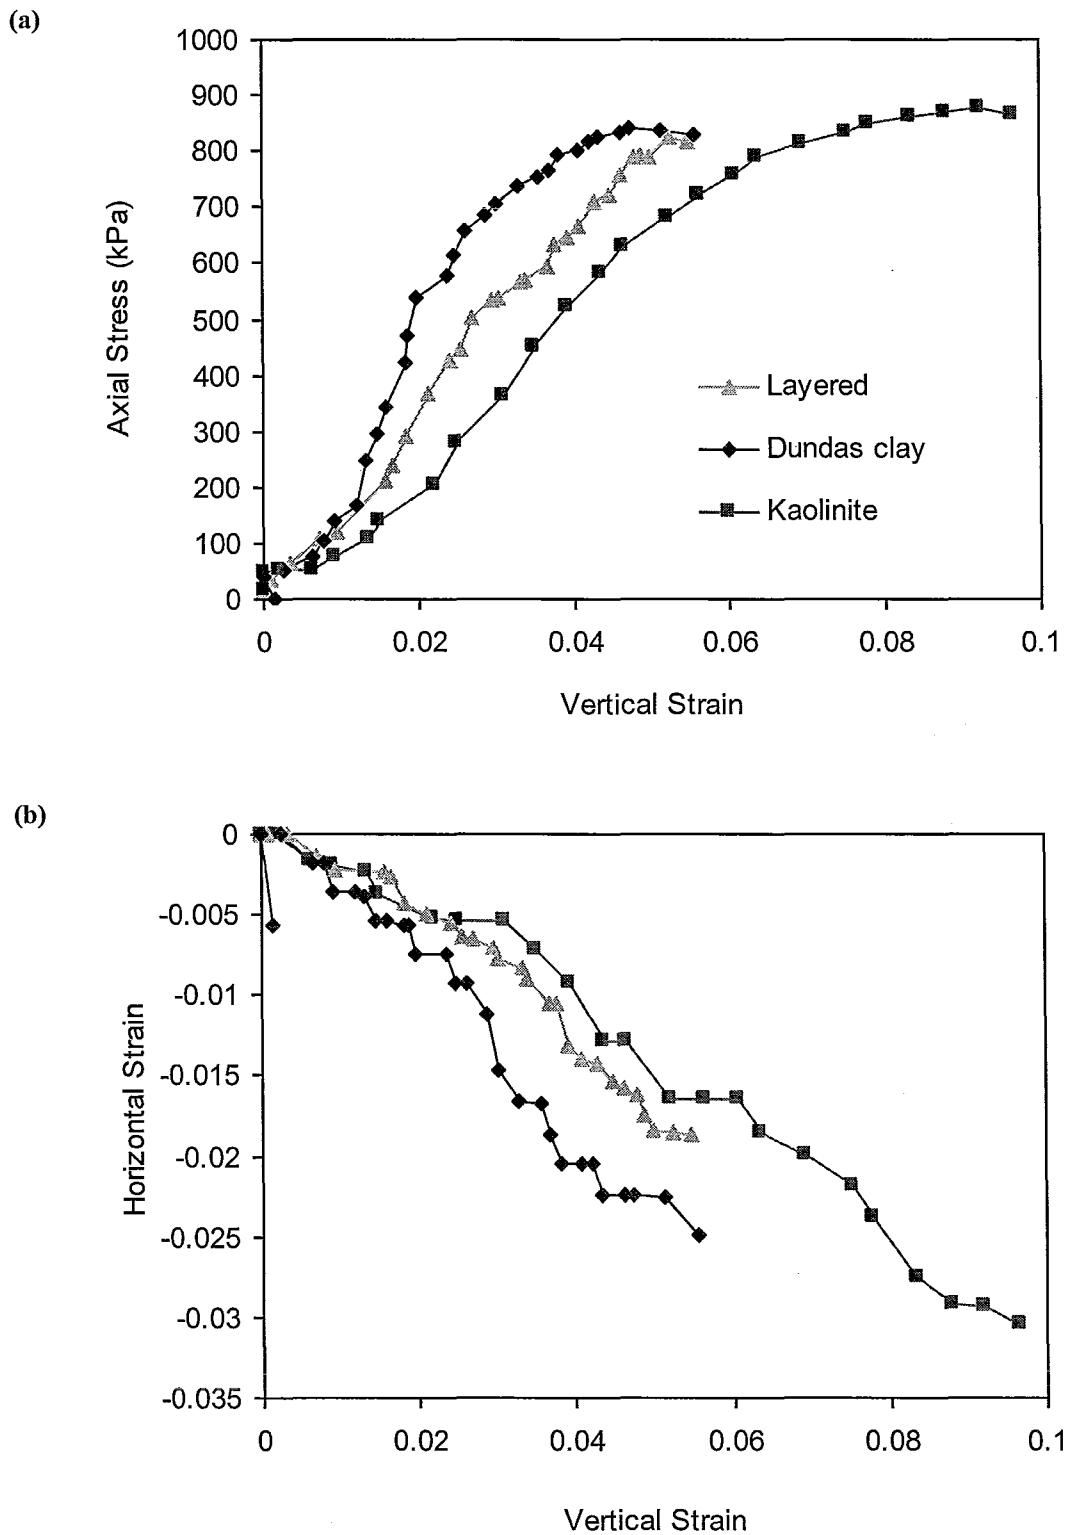 (a)
1000
900
800
700
600
500
400
300
200
100
0
Axial Stress (kPa)
Layered
Dundas clay
Kaolinite
0 0.02 0.04 0.06 0.08 0.1
Vertical Strain
(b)
0
-0.005
-0.01
-0.015
-0.02
-0.025
-0.03
-0.035
Horizontal Strain
0 0.02 0.04 0.06 0.08 0.1
Vertical Strain